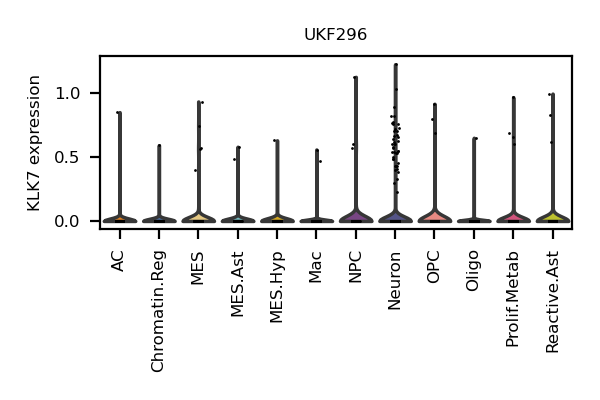 UKF296
KLK7 expression
1.0
0.5
0.0
AC
Chromatin.Reg
MES
MES.Ast
MES.Hyp
Mac
NPC
Neuron
OPC
Oligo
Prolif.Metab
Reactive.Ast